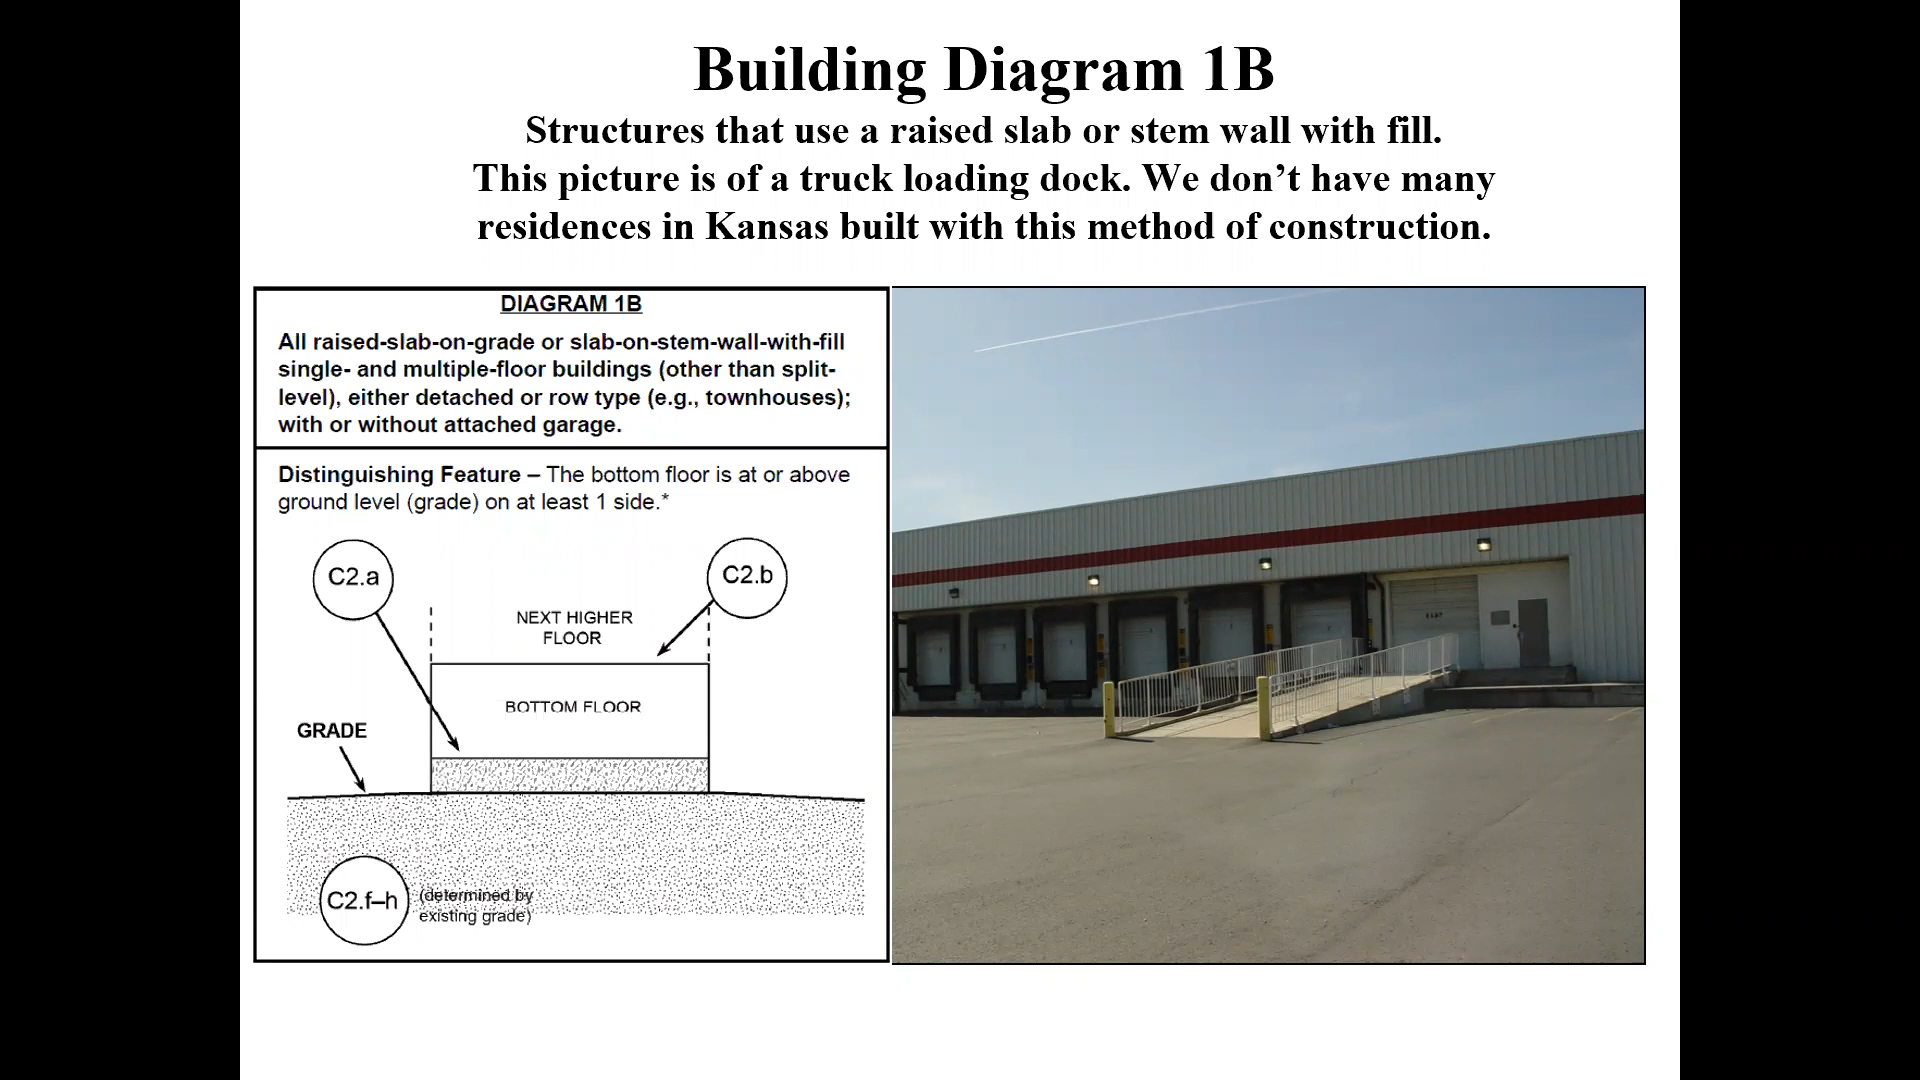 Building Diagram 1B
Structures that use a raised slab or stem wall with fill.
This picture is of a truck loading dock. We don’t have many
residences in Kansas built with this method of construction.
DIAGRAM 1B
All raised-slab-on-grade or slab-on-stem-wall-with-fill
single- and multiple-floor buildings (other than split-
level), either detached or row type (e.g., townhouses);
with or without attached garage.
Distinguishing Feature – The bottom floor is at or above
ground level (grade) on at least 1 side.*
C2.a
C2.b
NEXT HIGHER
FLOOR
BOTTOM FLOOR
GRADE
C2.f–h
(determined by
existing grade)